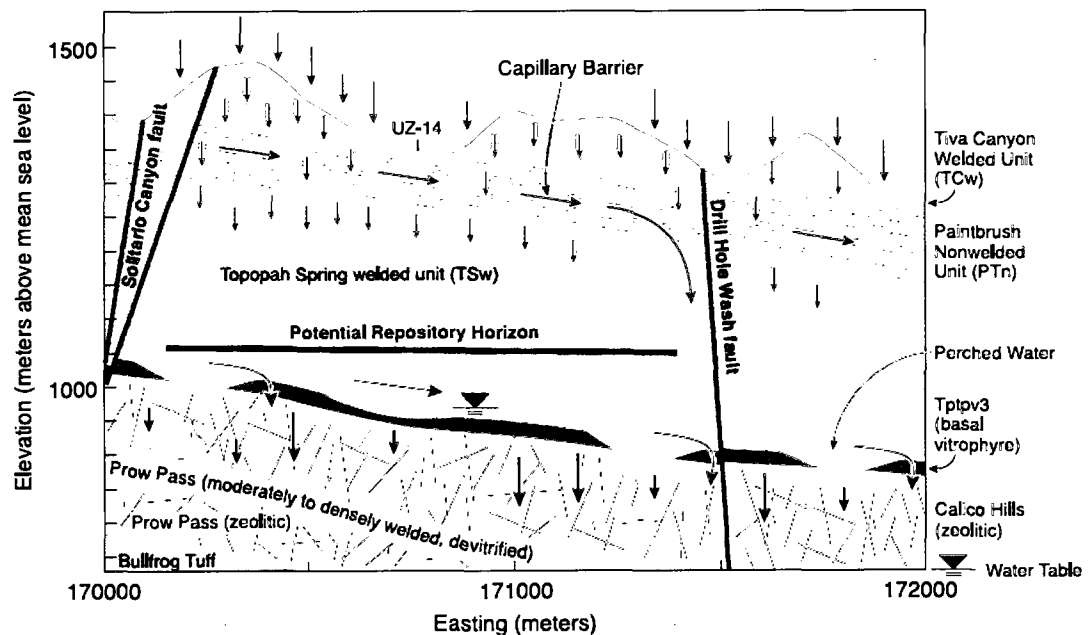 Elevation (meters above mean sea level)
1500
1000
Solitario Canyon fault
UZ-14
Capillary Barrier
Drill Hole Wash fault
Topopah Spring welded unit (TSw)
Potential Repository Horizon
Prow Pass (moderately to densely welded, devitrified)
Prow Pass (zeolitic)
Bullfrog Tuff
Tiva Canyon
Welded Unit
(TCw)
Paintbrush
Nonwelded
Unit (PTn)
Perched Water
Tptpv3
(basal
vitrophyre)
Calico Hills
(zeolitic)
Water Table
170000
171000
172000
Easting (meters)